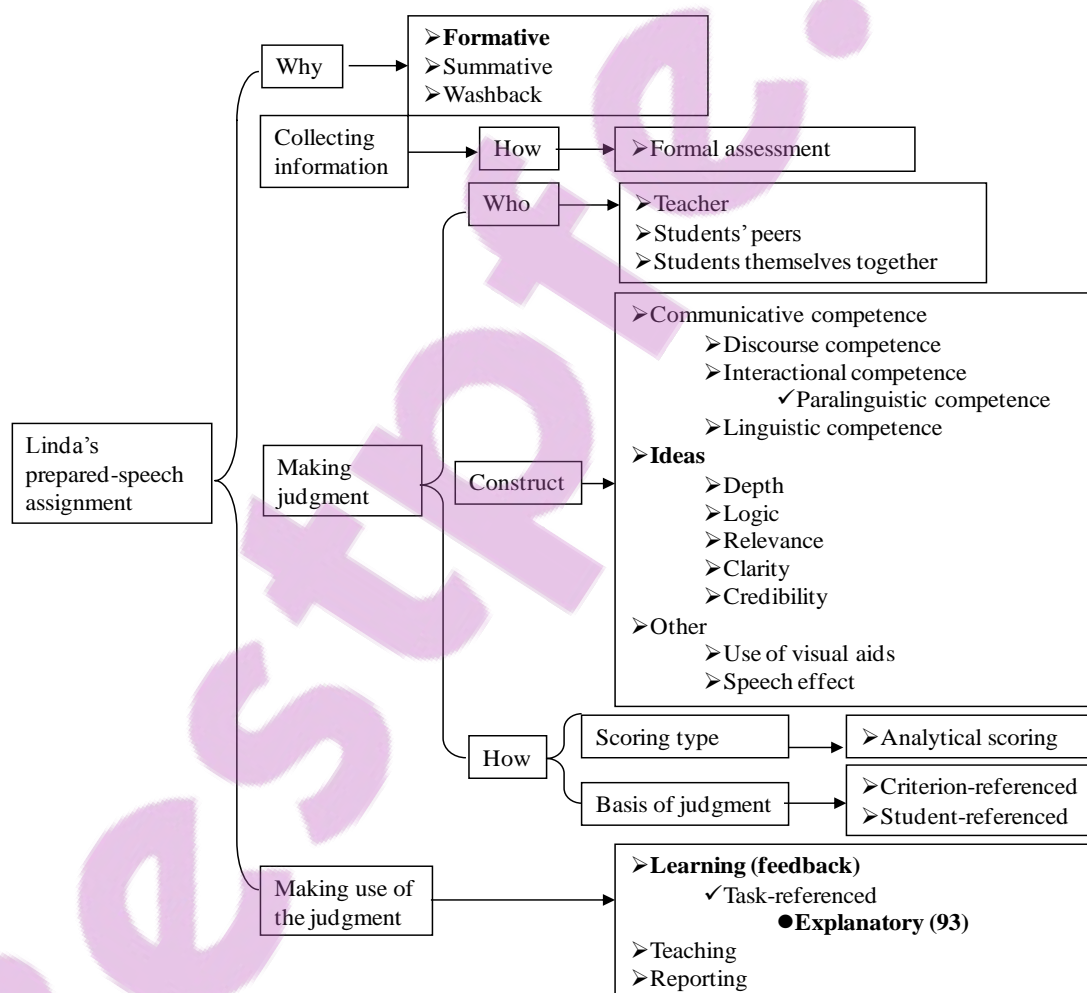 Why
➢Formative
➢Summative
➢Washback
Collecting
information
How
➢Formal assessment
Who
➢Teacher
➢Students' peers
➢Students themselves together
Linda's
prepared-speech
assignment
Making
judgment
Construct
➢Communicative competence
➢Discourse competence
➢Interactional competence
✓Paralinguistic competence
➢Linguistic competence
➢Ideas
➢Depth
➢Logic
➢Relevance
➢Clarity
➢Credibility
➢Other
➢Use of visual aids
➢Speech effect
How
Scoring type
➢Analytical scoring
Basis of judgment
➢Criterion-referenced
➢Student-referenced
Making use of
the judgment
➢Learning (feedback)
✓Task-referenced
●Explanatory (93)
➢Teaching
➢Reporting